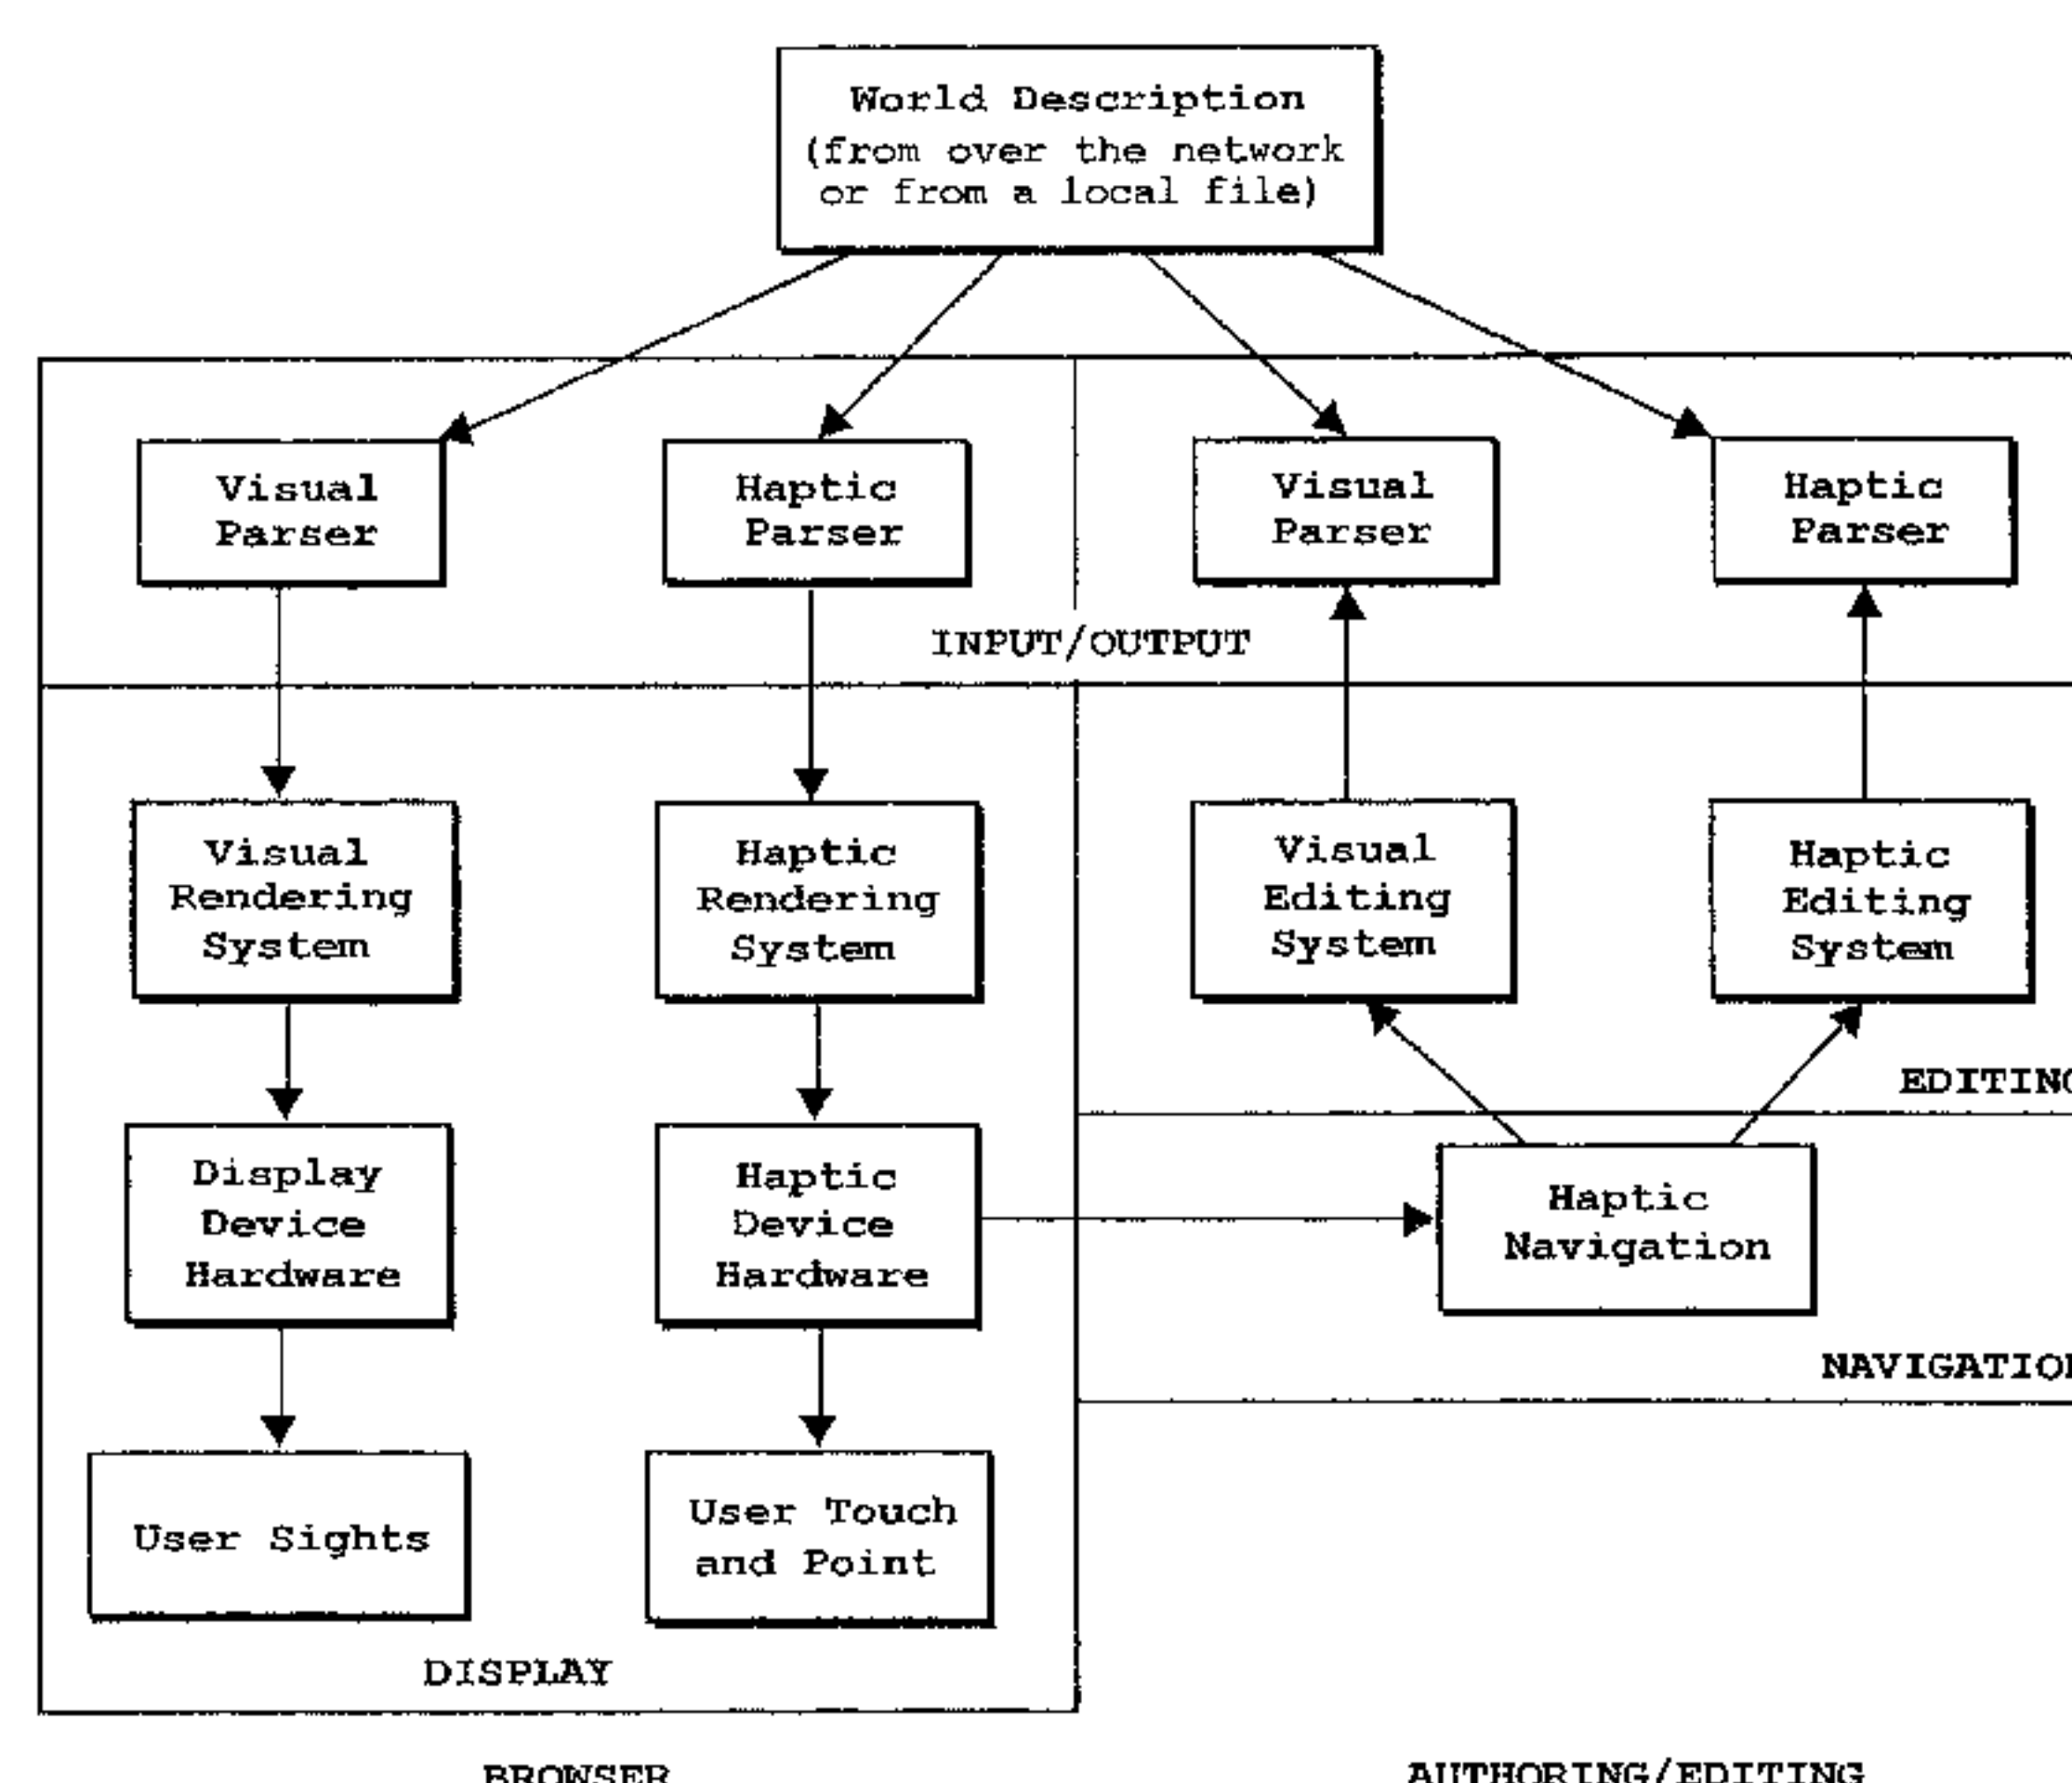 World Description
(from over the network
or from a local file)
Visual
Parser
Haptic
Parser
Visual
Parser
Haptic
Parser
INPUT/OUTPUT
Visual
Rendering
System
Haptic
Rendering
System
Visual
Editing
System
Haptic
Editing
System
EDITING
Display
Device
Hardware
Haptic
Device
Hardware
Haptic
Navigation
NAVIGATION
User Sights
User Touch
and Point
DISPLAY
BROWSER
AUTHORING/EDITING